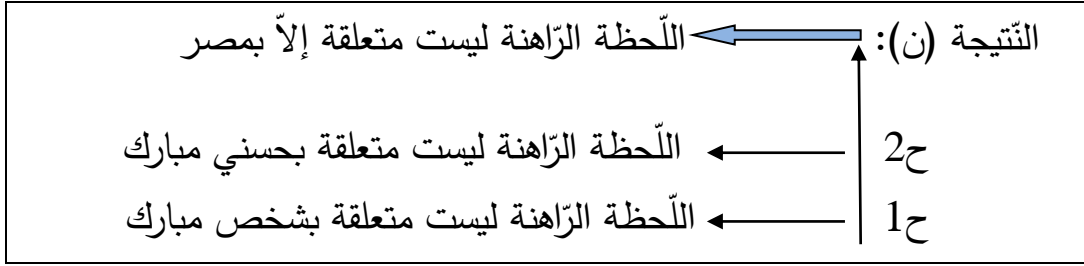 النّتيجة (ن): اللّحظة الرّاهنة ليست متعلقة إلاّ بمصر
ح2 اللّحظة الرّاهنة ليست متعلقة بحسني مبارك
ح1 اللّحظة الرّاهنة ليست متعلقة بشخص مبارك